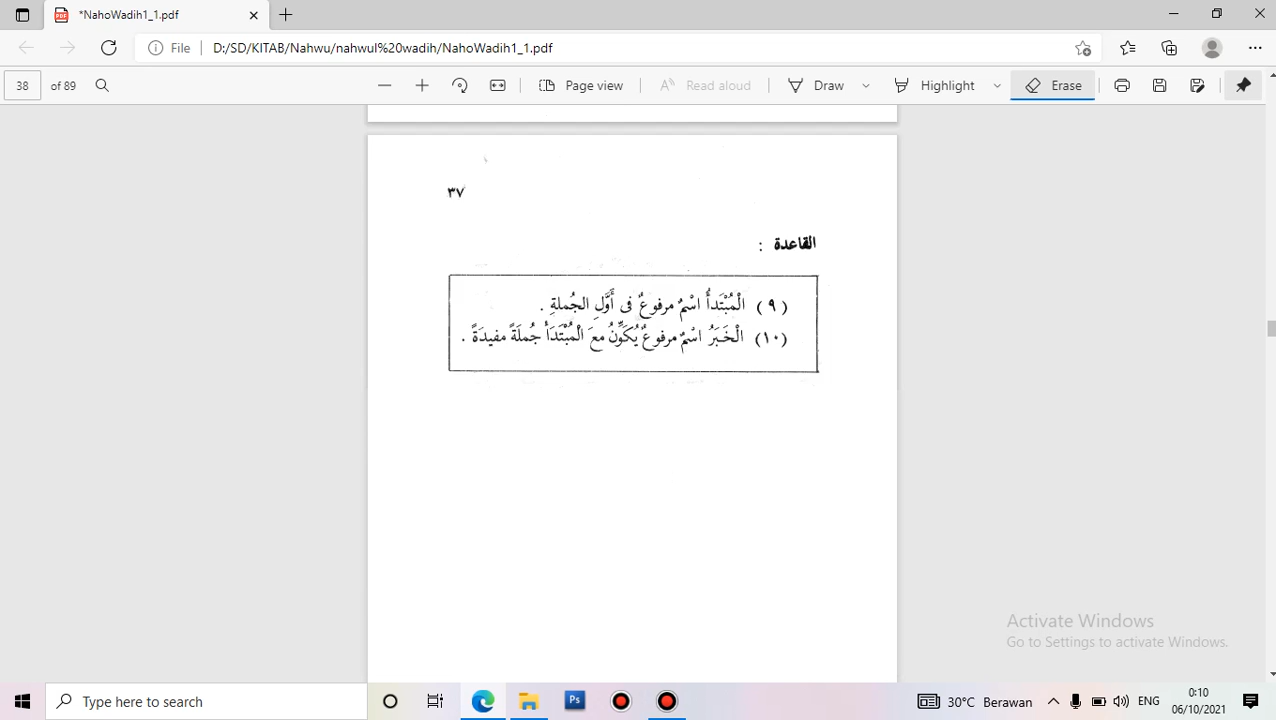 *NahoWadih1_1.pdf
File
D:/SD/KITAB/Nahwu/nahwul%20wadih/NahoWadih1_1.pdf
38 of 89
Page view
Read aloud
Draw
Highlight
Erase
٣٧
القاعدة :
(٩) الْمُبْتَدأُ اسْمٌ مرفوعٌ فى أَوَّلِ الجُملةِ .
(١٠) الْخَبَرُ اسْمٌ مرفوعٌ يُكَوِّنُ معَ الْمُبْتَدَأ جُملَةً مفيدَةً .
Activate Windows
Go to Settings to activate Windows.
Type here to search
Ps
30°C Berawan
ENG
0:10
06/10/2021